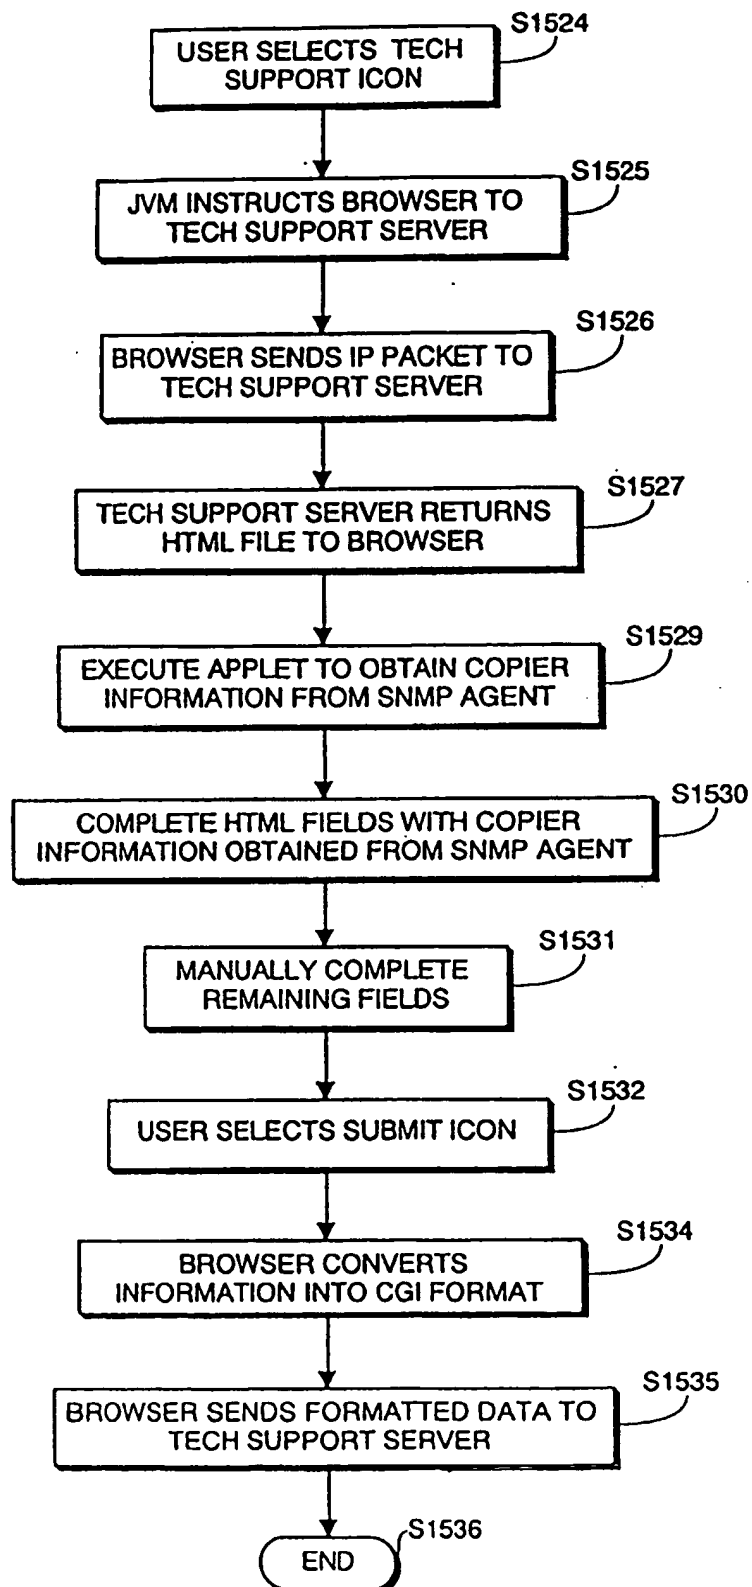 S1524
USER SELECTS TECH
SUPPORT ICON
S1525
JVM INSTRUCTS BROWSER TO
TECH SUPPORT SERVER
S1526
BROWSER SENDS IP PACKET TO
TECH SUPPORT SERVER
S1527
TECH SUPPORT SERVER RETURNS
HTML FILE TO BROWSER
S1529
EXECUTE APPLET TO OBTAIN COPIER
INFORMATION FROM SNMP AGENT
S1530
COMPLETE HTML FIELDS WITH COPIER
INFORMATION OBTAINED FROM SNMP AGENT
S1531
MANUALLY COMPLETE
REMAINING FIELDS
S1532
USER SELECTS SUBMIT ICON
S1534
BROWSER CONVERTS
INFORMATION INTO CGI FORMAT
S1535
BROWSER SENDS FORMATTED DATA TO
TECH SUPPORT SERVER
S1536
END